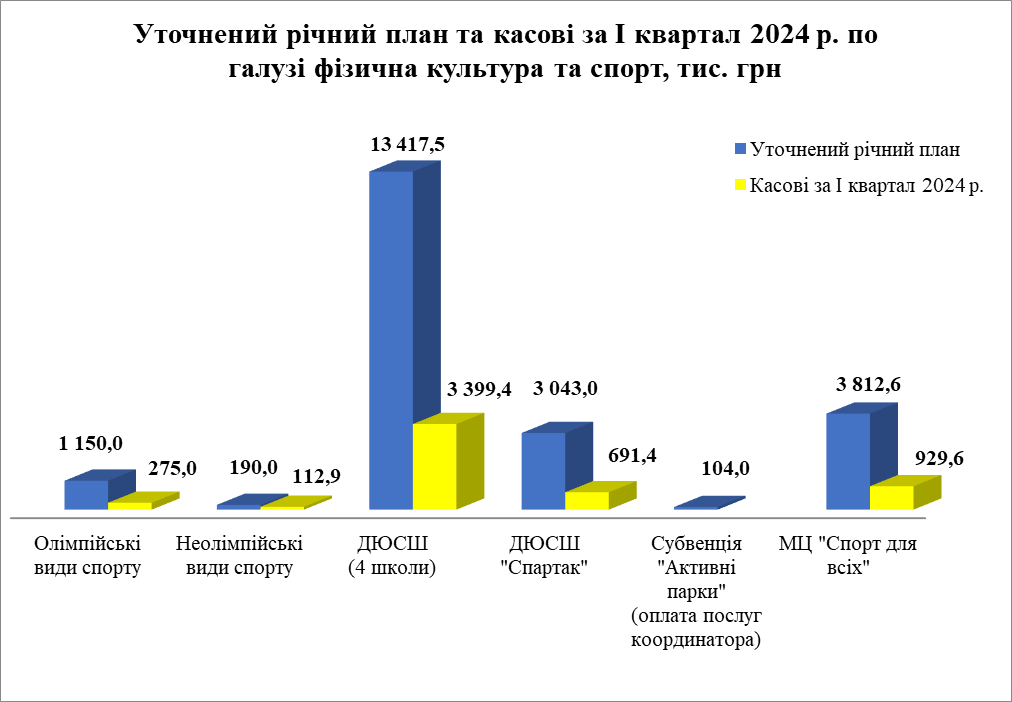 Уточнений річний план та касові за І квартал 2024 р. по
галузі фізична культура та спорт, тис. грн
Уточнений річний план
Касові за І квартал 2024 р.
13 417,5
3 399,4
3 043,0
3 812,6
1 150,0
275,0
190,0
112,9
691,4
104,0
929,6
Олімпійські
види спорту
Неолімпійські
види спорту
ДЮСШ
(4 школи)
ДЮСШ
"Спартак"
Субвенція
"Активні
парки"
(оплата послуг
координатора)
МЦ "Спорт для
всіх"